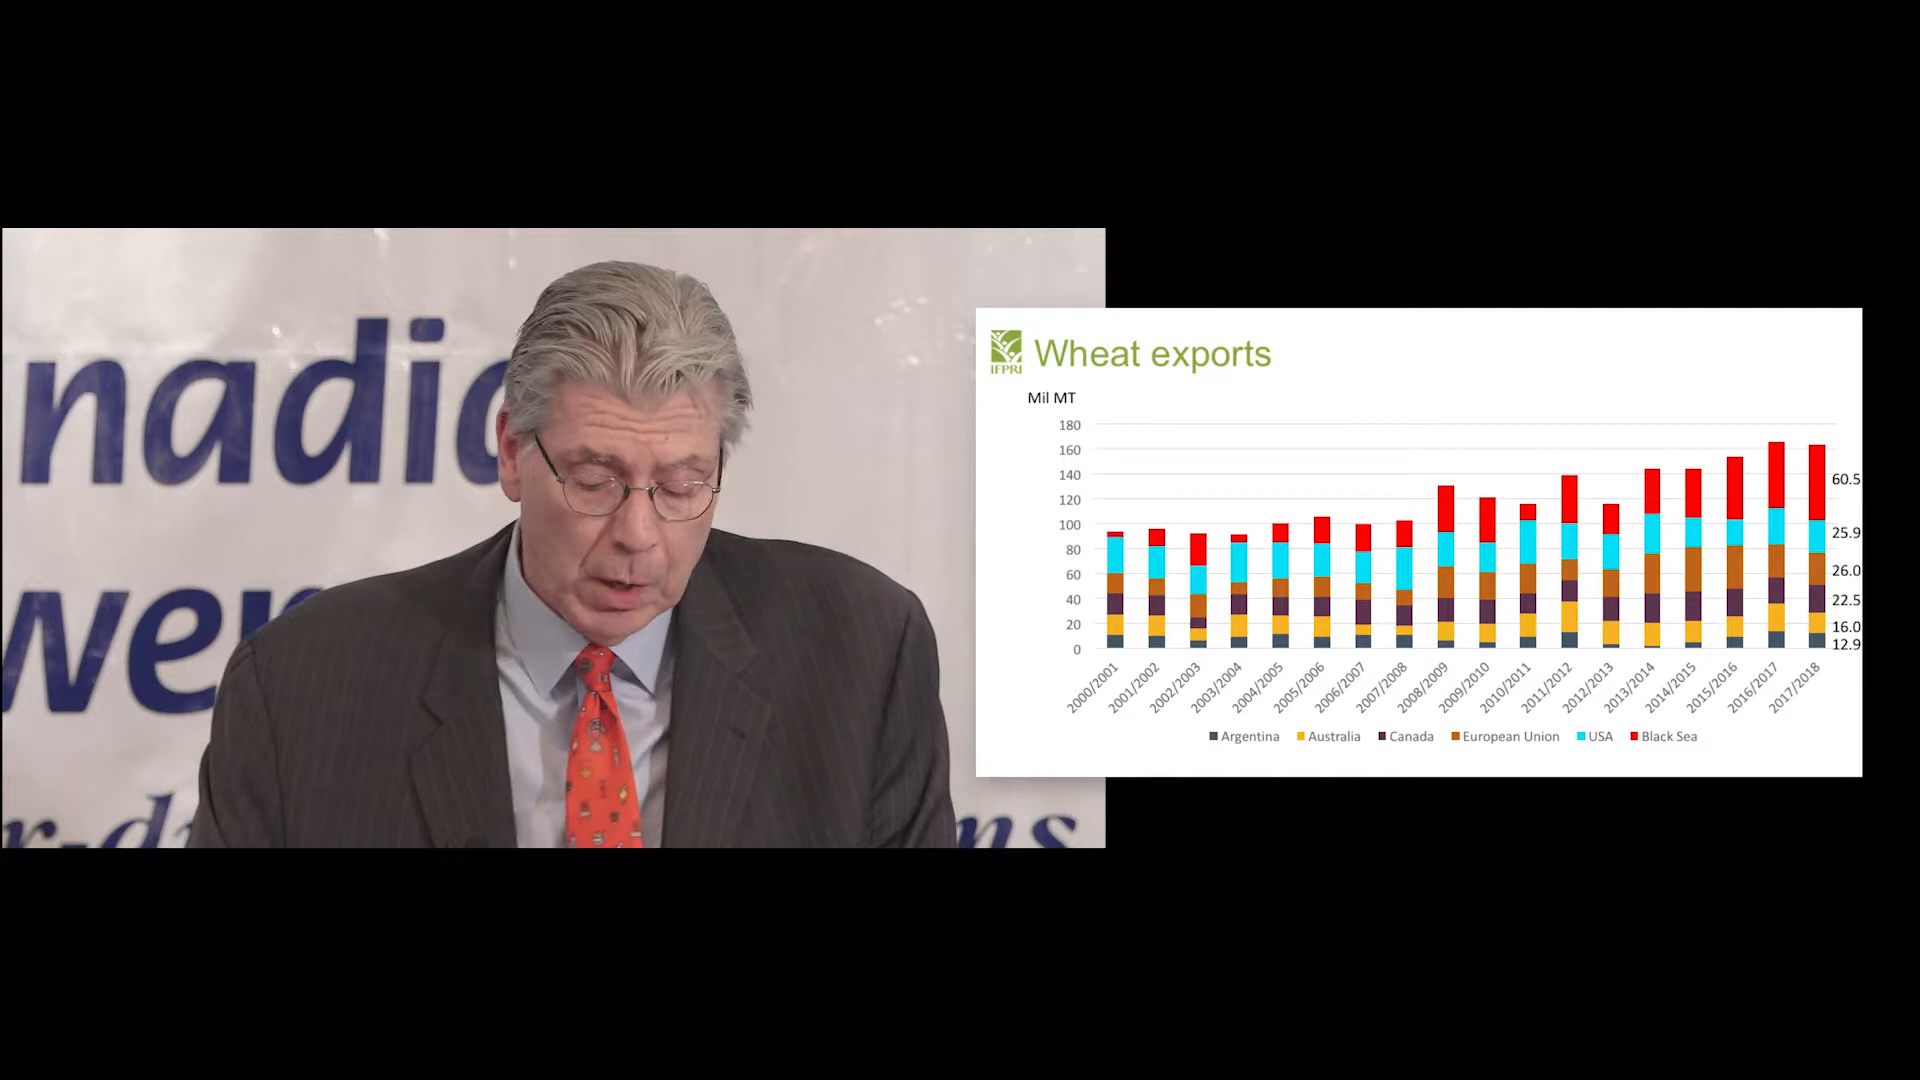 nadio
wer
r-d
ns
IFPRI
Wheat exports
Mil MT
180
160
140
120
100
80
60
40
20
0
60.5
25.9
26.0
22.5
16.0
12.9
2000/2001 2001/2002 2002/2003 2003/2004 2004/2005 2005/2006 2006/2007 2007/2008 2008/2009 2009/2010 2010/2011 2011/2012 2012/2013 2013/2014 2014/2015 2015/2016 2016/2017 2017/2018
Argentina Australia Canada European Union USA Black Sea